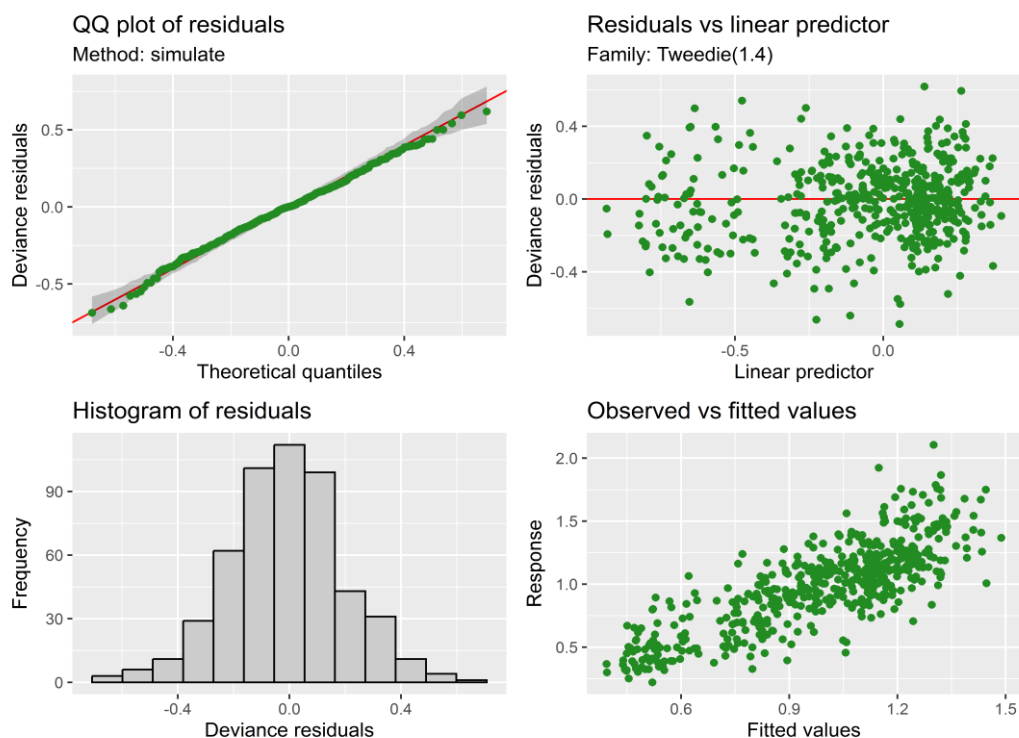 QQ plot of residuals
Method: simulate
Deviance residuals
0.5
0.0
-0.5
-0.4
0.0
0.4
Theoretical quantiles
Residuals vs linear predictor
Family: Tweedie(1.4)
Deviance residuals
0.4
0.0
-0.4
-0.5
0.0
Linear predictor
Histogram of residuals
Frequency
90
60
30
0
-0.4
0.0
0.4
Deviance residuals
Observed vs fitted values
Response
2.0
1.5
1.0
0.5
0.6
0.9
1.2
1.5
Fitted values